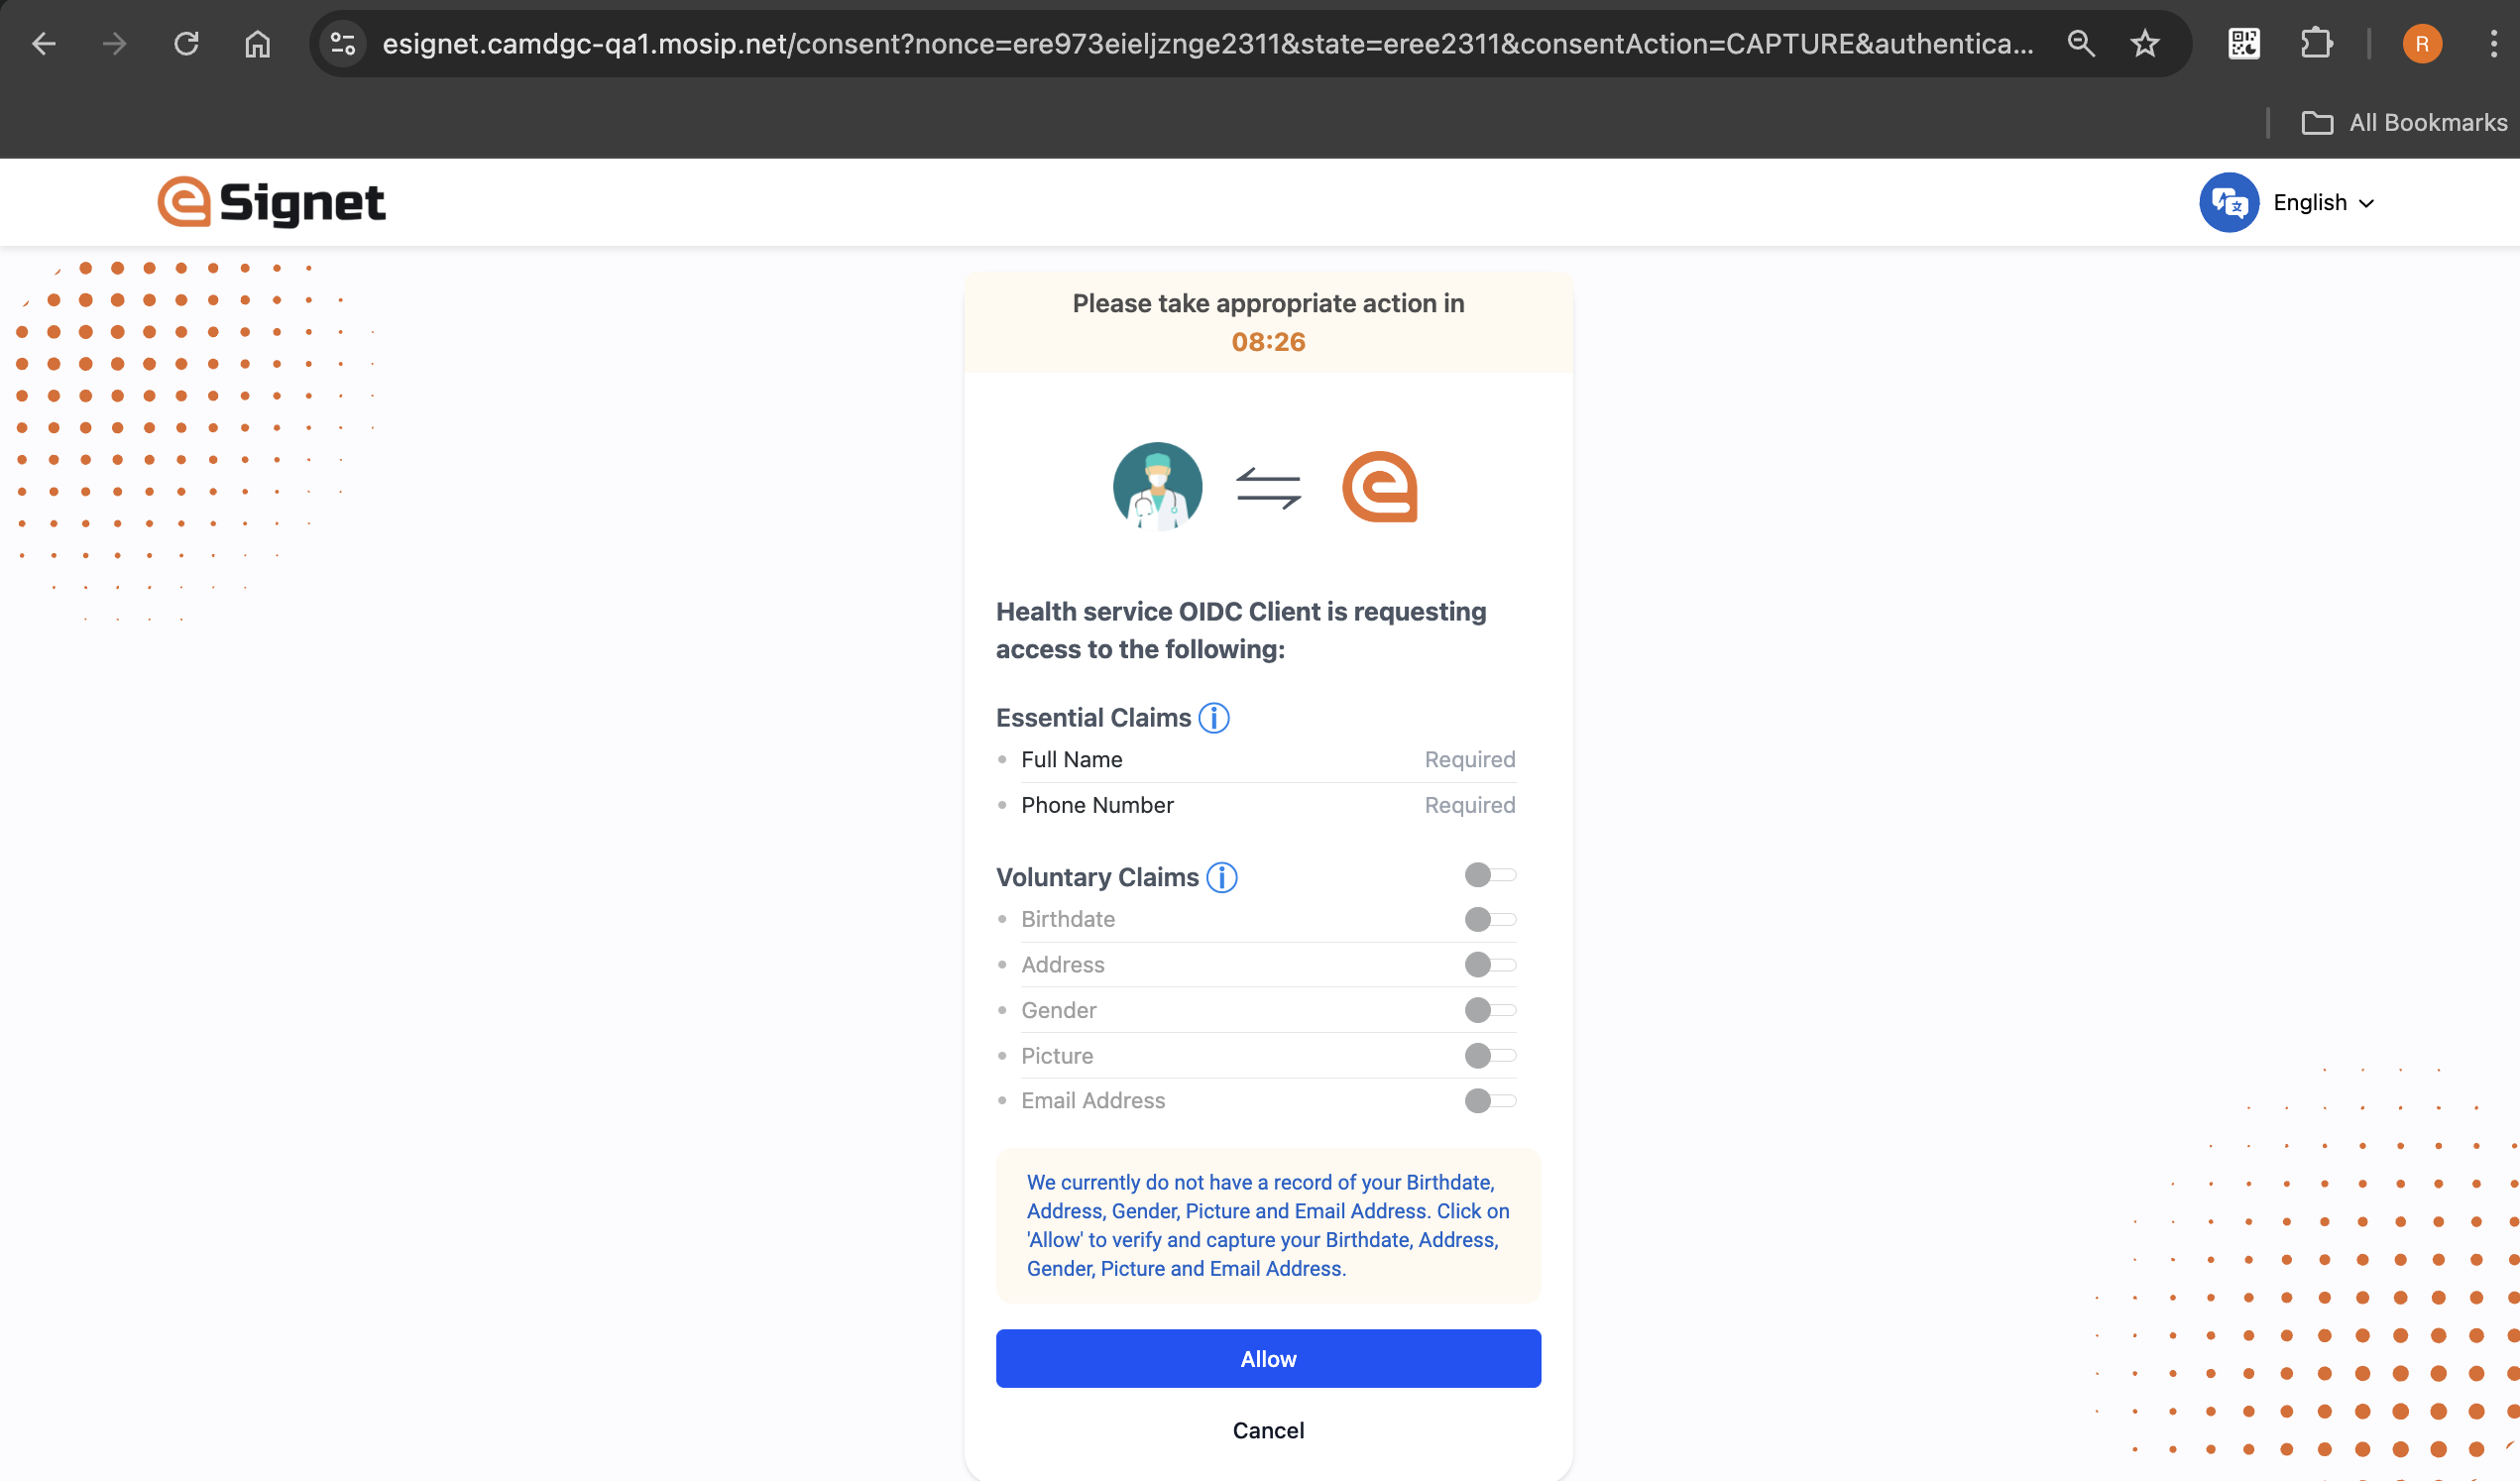 esignet.camdgc-qa1.mosip.net/consent?nonce=ere973eieljznge2311&state=eree2311&consentAction=CAPTURE&authentica...
R
All Bookmarks
eSignet
English
Please take appropriate action in
08:26
Health service OIDC Client is requesting
access to the following:
Essential Claims
Full Name Required
Phone Number Required
Voluntary Claims
Birthdate
Address
Gender
Picture
Email Address
We currently do not have a record of your Birthdate,
Address, Gender, Picture and Email Address. Click on
'Allow' to verify and capture your Birthdate, Address,
Gender, Picture and Email Address.
Allow
Cancel